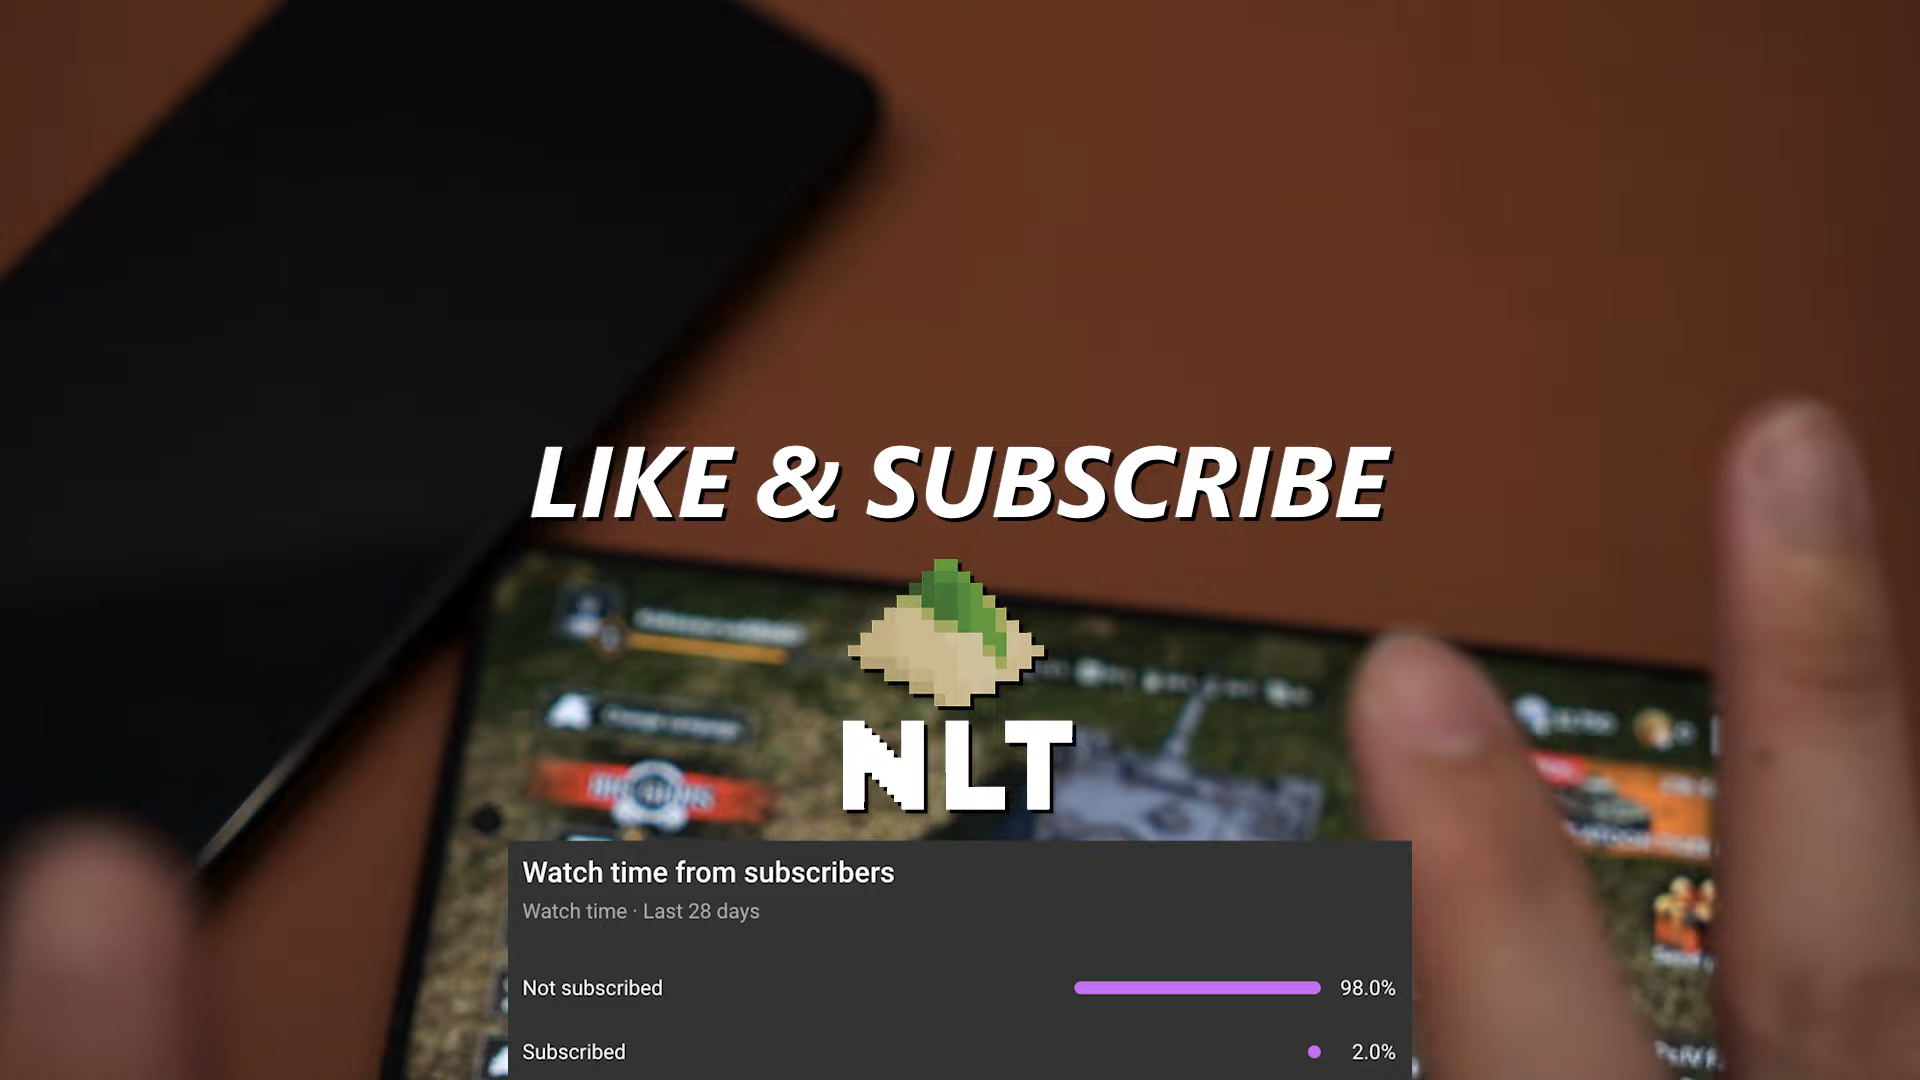 LIKE & SUBSCRIBE
NLT
Watch time from subscribers
Watch time · Last 28 days
Not subscribed
98.0%
Subscribed
2.0%